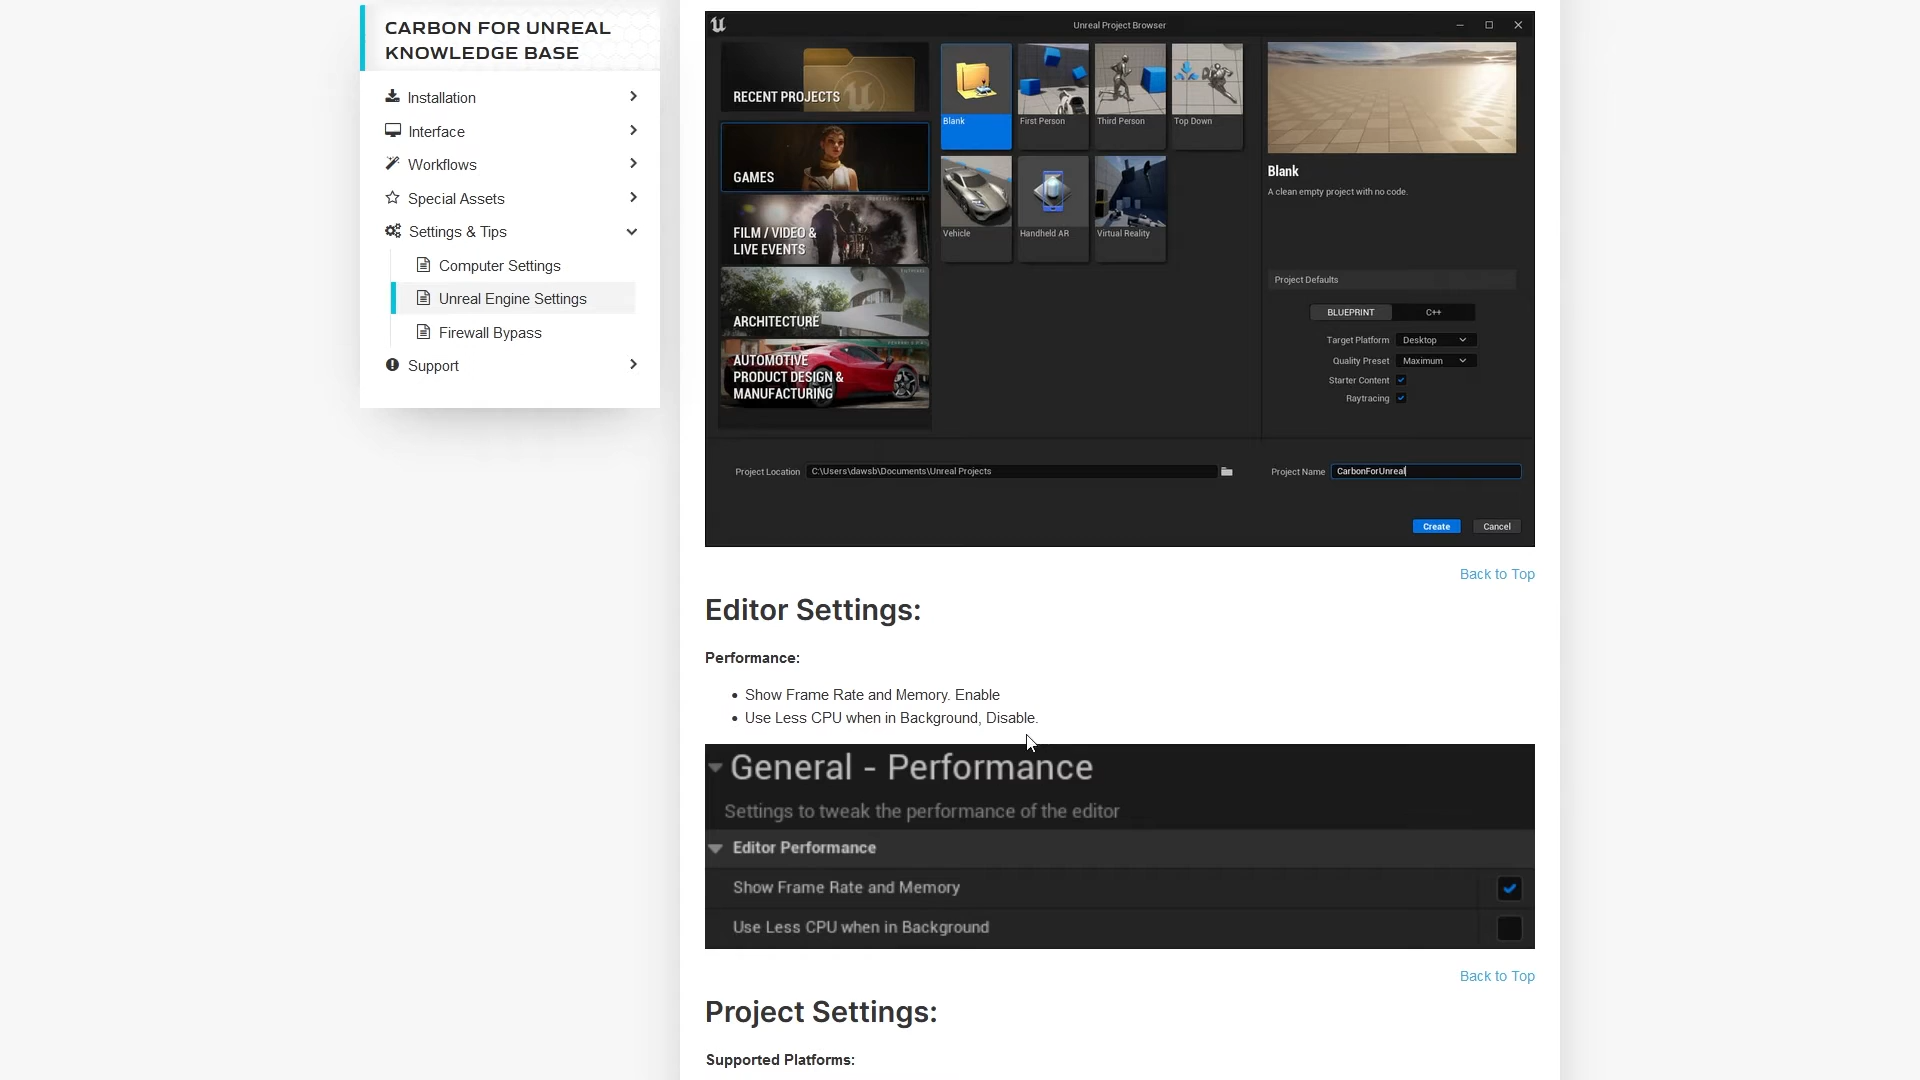 CARBON FOR UNREAL
KNOWLEDGE BASE
Installation
Interface
Workflows
Special Assets
Settings & Tips
Computer Settings
Unreal Engine Settings
Firewall Bypass
Support
Unreal Project Browser
RECENT PROJECTS
GAMES
FILM / VIDEO &
LIVE EVENTS
ARCHITECTURE
AUTOMOTIVE
PRODUCT DESIGN &
MANUFACTURING
Blank
First Person
Third Person
Top Down
Vehicle
Handheld AR
Virtual Reality
Blank
A clean empty project with no code.
Project Defaults
BLUEPRINT
C++
Target Platform Desktop
Quality Preset Maximum
Starter Content
Raytracing
Project Location C:\Users\dawsb\Documents\Unreal Projects
Project Name CarbonForUnreal
Create
Cancel
Back to Top
Editor Settings:
Performance:
• Show Frame Rate and Memory. Enable
• Use Less CPU when in Background, Disable.
General - Performance
Settings to tweak the performance of the editor
Editor Performance
Show Frame Rate and Memory
Use Less CPU when in Background
Back to Top
Project Settings:
Supported Platforms: